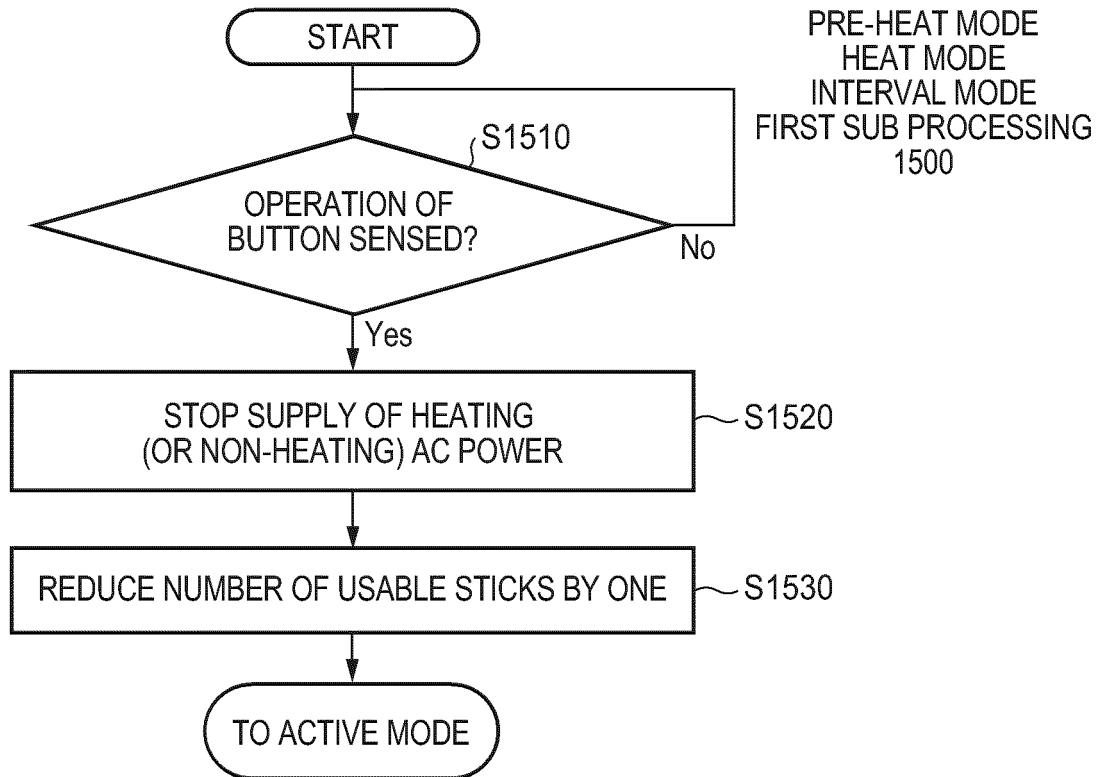 START
PRE-HEAT MODE
HEAT MODE
INTERVAL MODE
FIRST SUB PROCESSING
1500
S1510
OPERATION OF
BUTTON SENSED?
No
Yes
STOP SUPPLY OF HEATING
(OR NON-HEATING) AC POWER
S1520
REDUCE NUMBER OF USABLE STICKS BY ONE
S1530
TO ACTIVE MODE